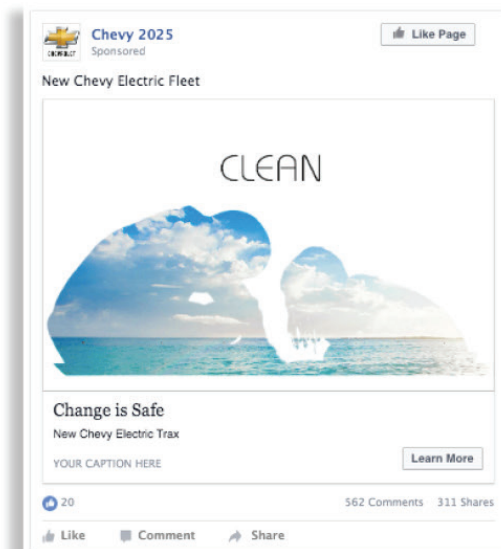 Chevy 2025
Like Page
Sponsored
CHEVROLET
New Chevy Electric Fleet
CLEAN
Change is Safe
New Chevy Electric Trax
YOUR CAPTION HERE
Learn More
20
562 Comments 311 Shares
Like Comment Share